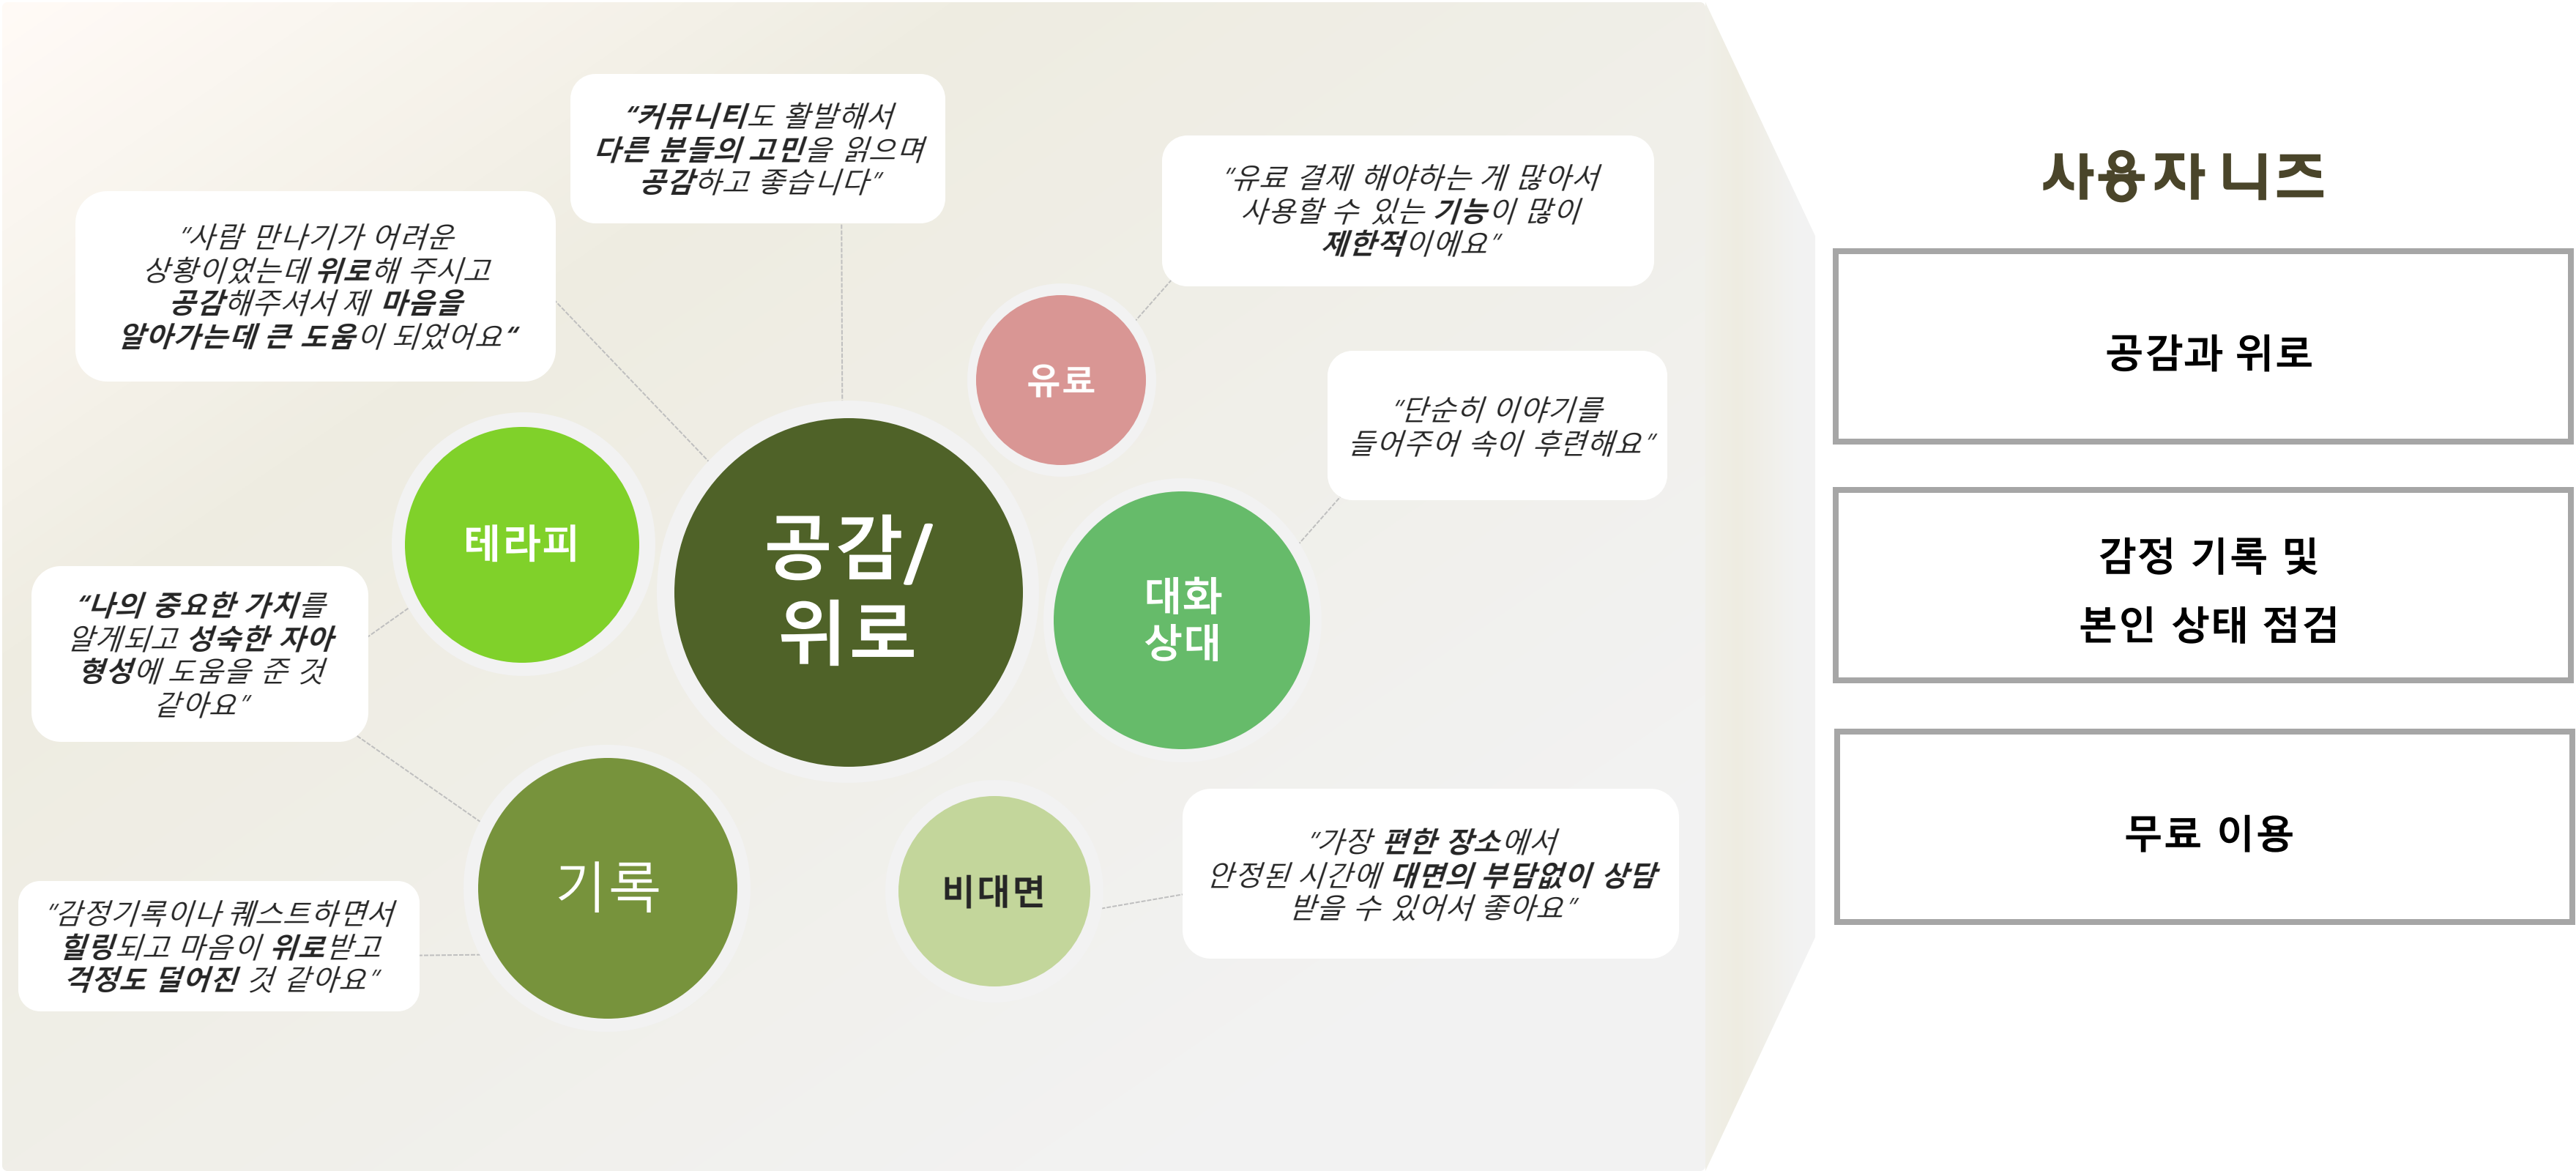 “커뮤니티도 활발해서
다른 분들의 고민을 읽으며
공감하고 좋습니다”
“사람 만나기가 어려운
상황이었는데 위로해 주시고
공감해주셔서 제 마음을
알아가는데 큰 도움이 되었어요“
“유료 결제 해야하는 게 많아서
사용할 수 있는 기능이 많이
제한적이에요”
유료
“단순히 이야기를
들어주어 속이 후련해요”
테라피
공감/
위로
대화
상대
“나의 중요한 가치를
알게되고 성숙한 자아
형성에 도움을 준 것
같아요”
기록
비대면
“가장 편한 장소에서
안정된 시간에 대면의 부담없이 상담
받을 수 있어서 좋아요”
“감정기록이나 퀘스트하면서
힐링되고 마음이 위로받고
걱정도 덜어진 것 같아요”
사용자 니즈
공감과 위로
감정 기록 및
본인 상태 점검
무료 이용